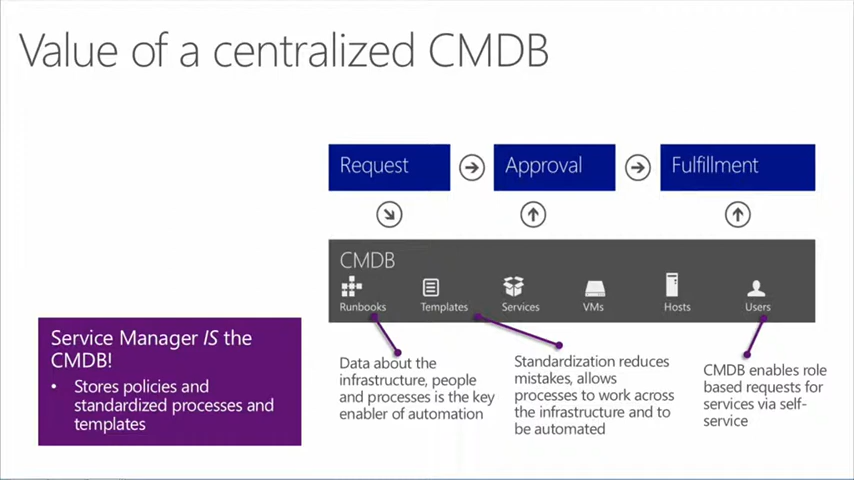 Value of a centralized CMDB
Request
Approval
Fulfillment
CMDB
Runbooks
Templates
Services
VMs
Hosts
Users
Service Manager IS the
CMDB!
• Stores policies and
standardized processes and
templates
Data about the
infrastructure, people
and processes is the key
enabler of automation
Standardization reduces
mistakes, allows
processes to work across
the infrastructure and to
be automated
CMDB enables role
based requests for
services via self-
service